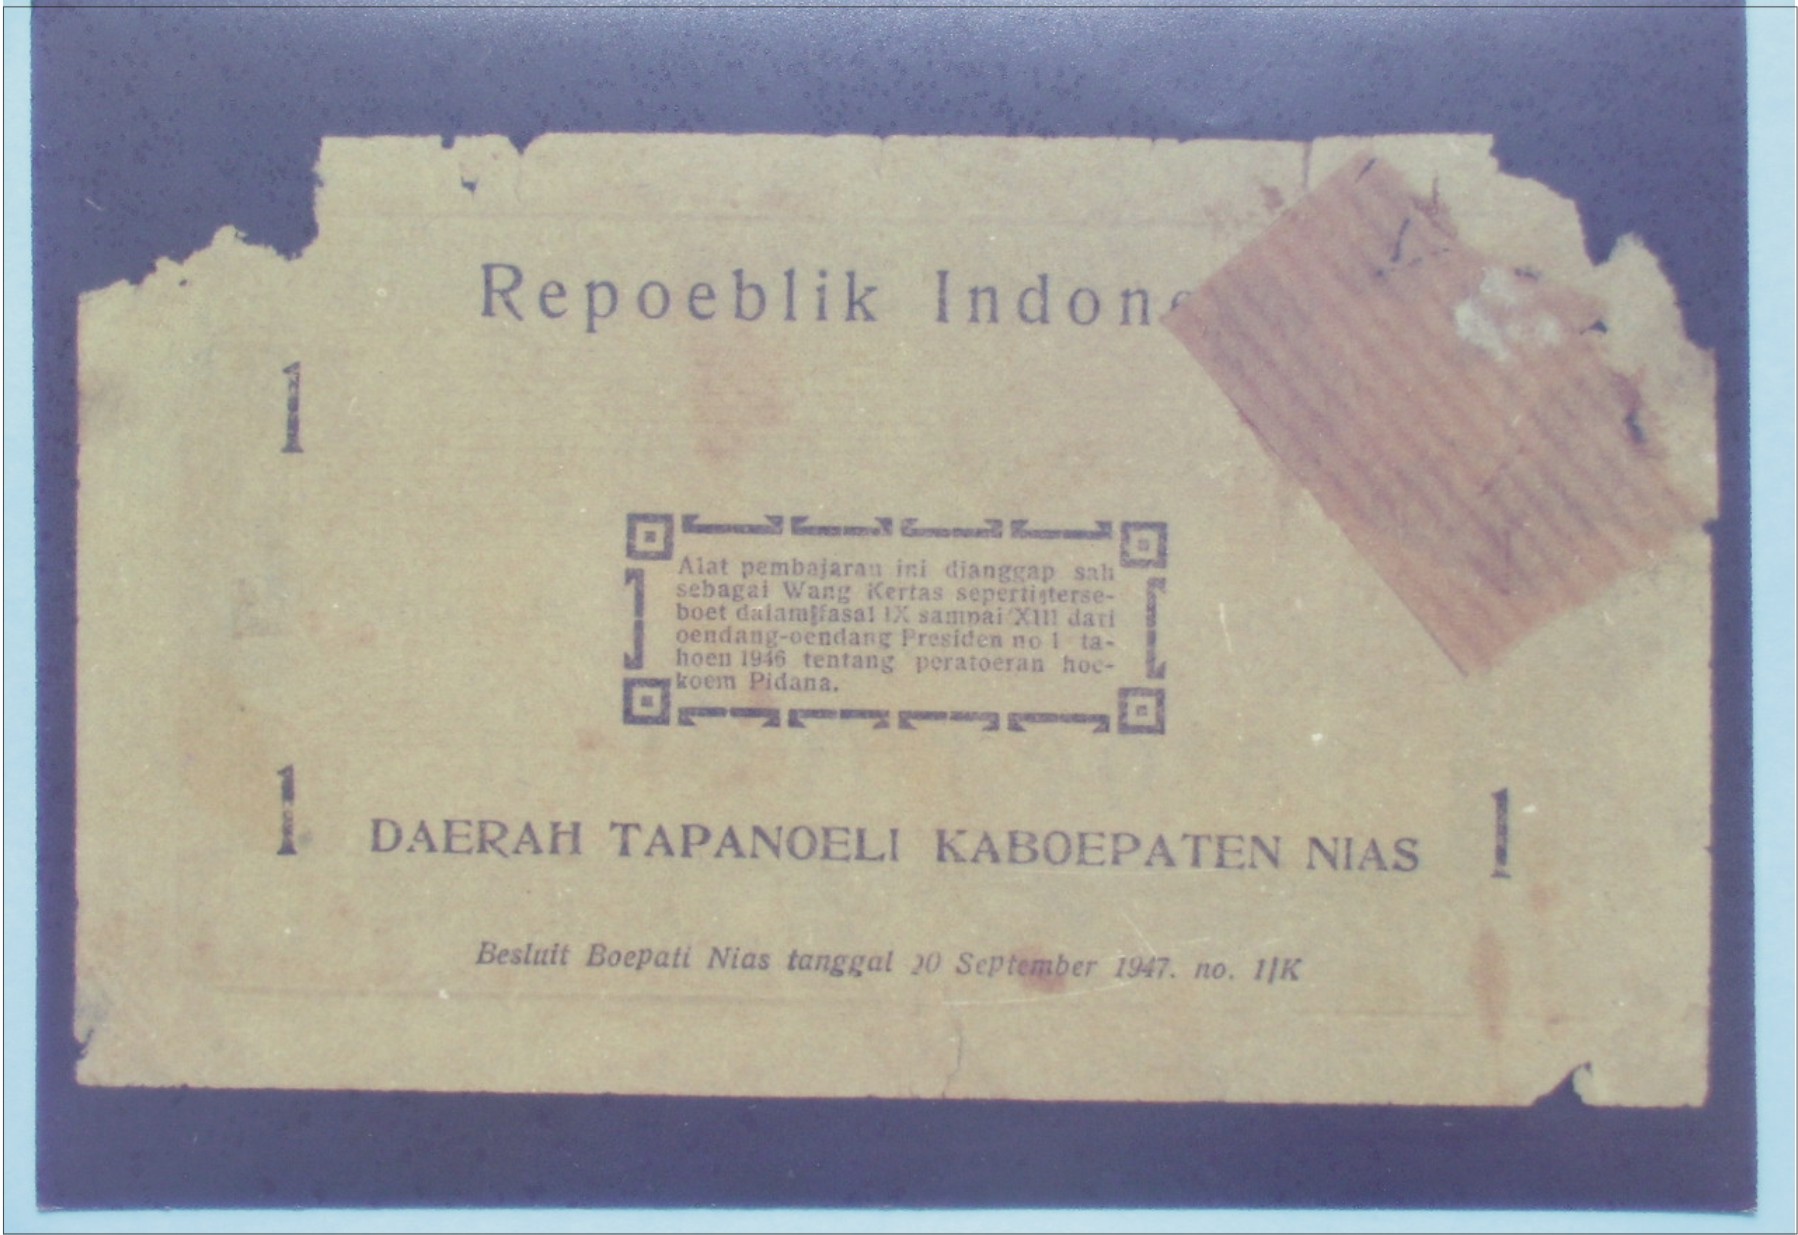 Repoeblik Indone
1
Alat pembajaran ini dianggap sah
sebagai Wang Kertas seperti terse-
boet dalam fasal IX sampai XIII dari
oendang-oendang Presiden no 1 ta-
hoen 1946 tentang peratoeran hoe-
koem Pidana.
1 DAERAH TAPANOELI KABOEPATEN NIAS 1
Besluit Boepati Nias tanggal 20 September 1947. no. 1/K